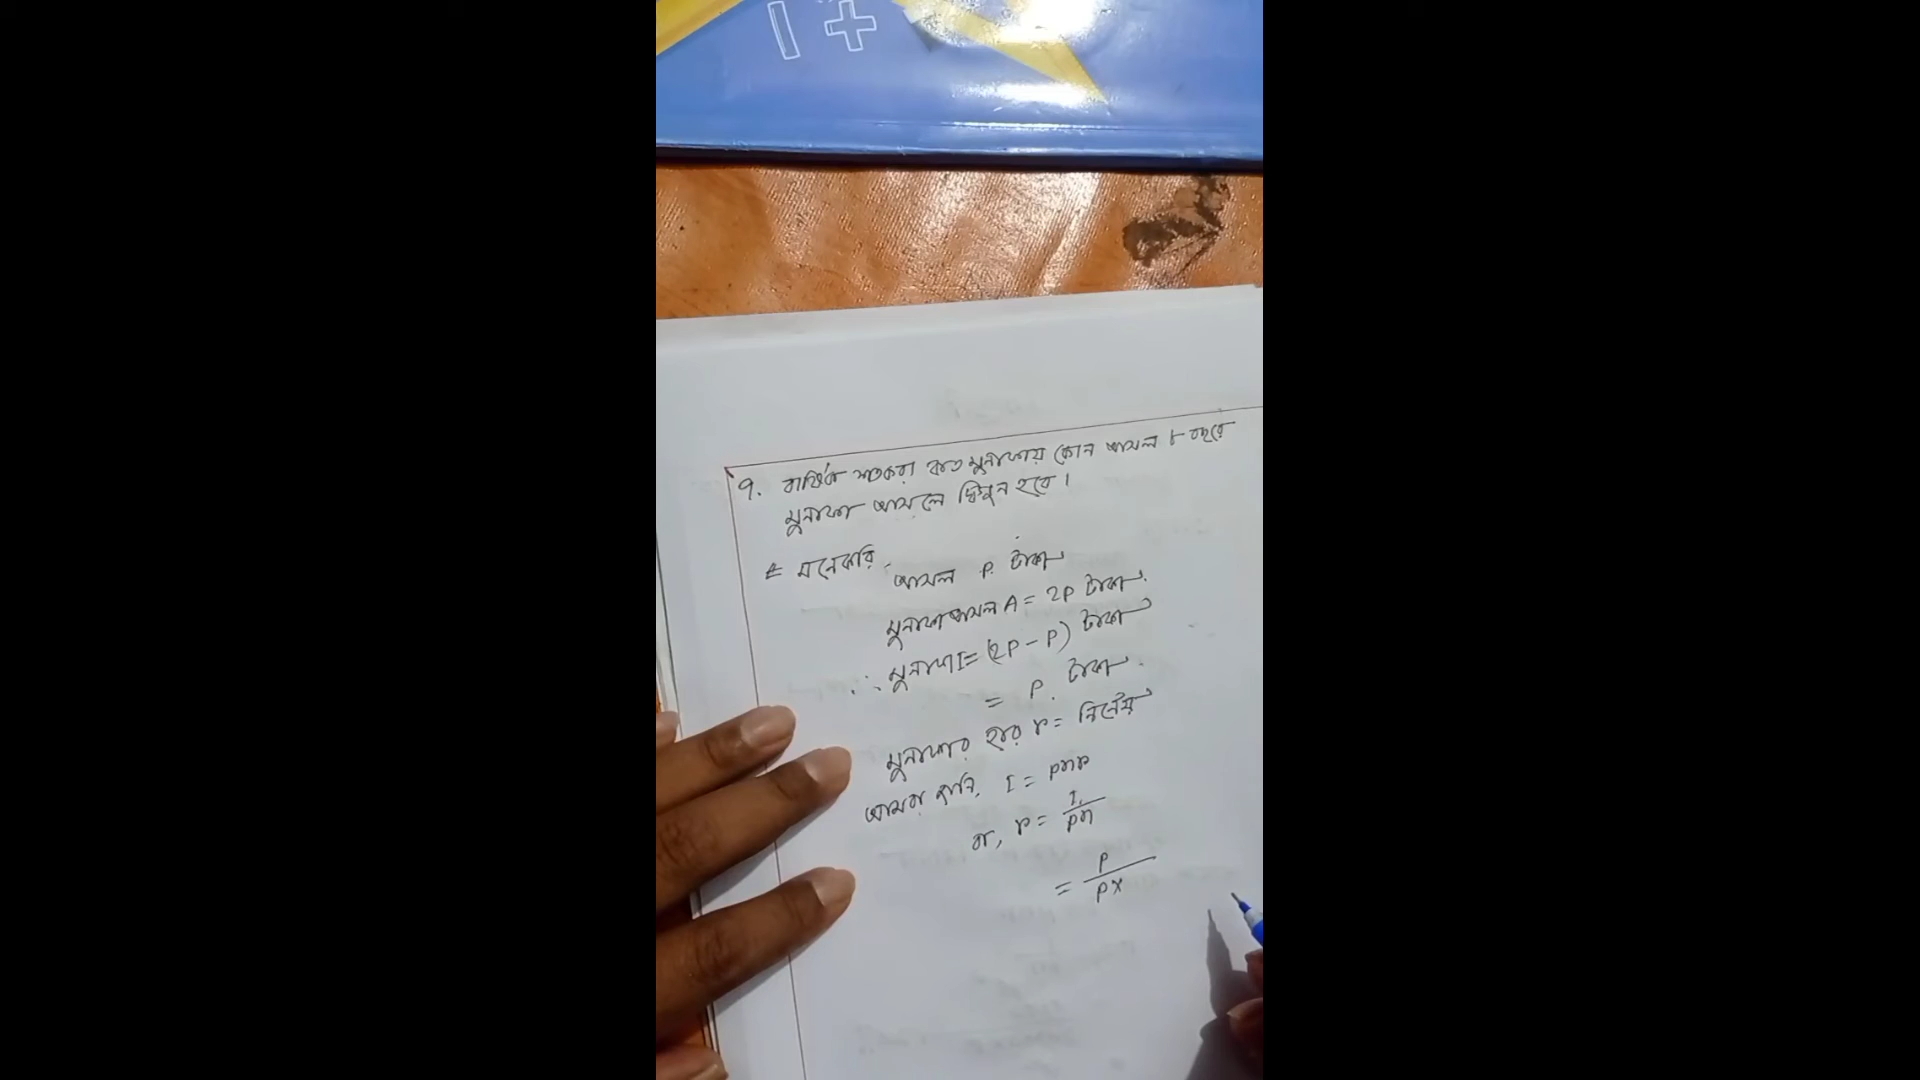 ৭. বার্ষিক শতকরা কত মুনাফায় কোন আসল ৮ বছরে
মুনাফা আসলে দ্বিগুন হবে।
মনেকরি,
আসল P টাকা
মুনাফাআসল A = 2P টাকা
∴ মুনাফা I = (2P - P) টাকা
= P. টাকা
মুনাফার হার r = নির্নেয়
আমরা জানি, I = pnr
বা, r = I/pn
= P/P×